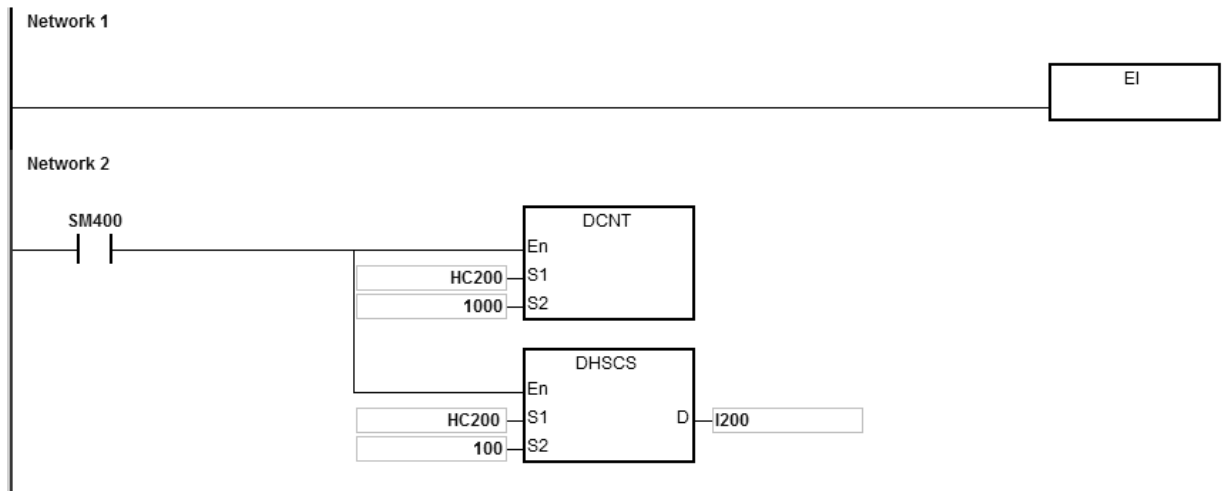 Network 1
EI
Network 2
SM400
DCNT
En
HC200 S1
1000 S2
DHSCS
En
HC200 S1 D I200
100 S2